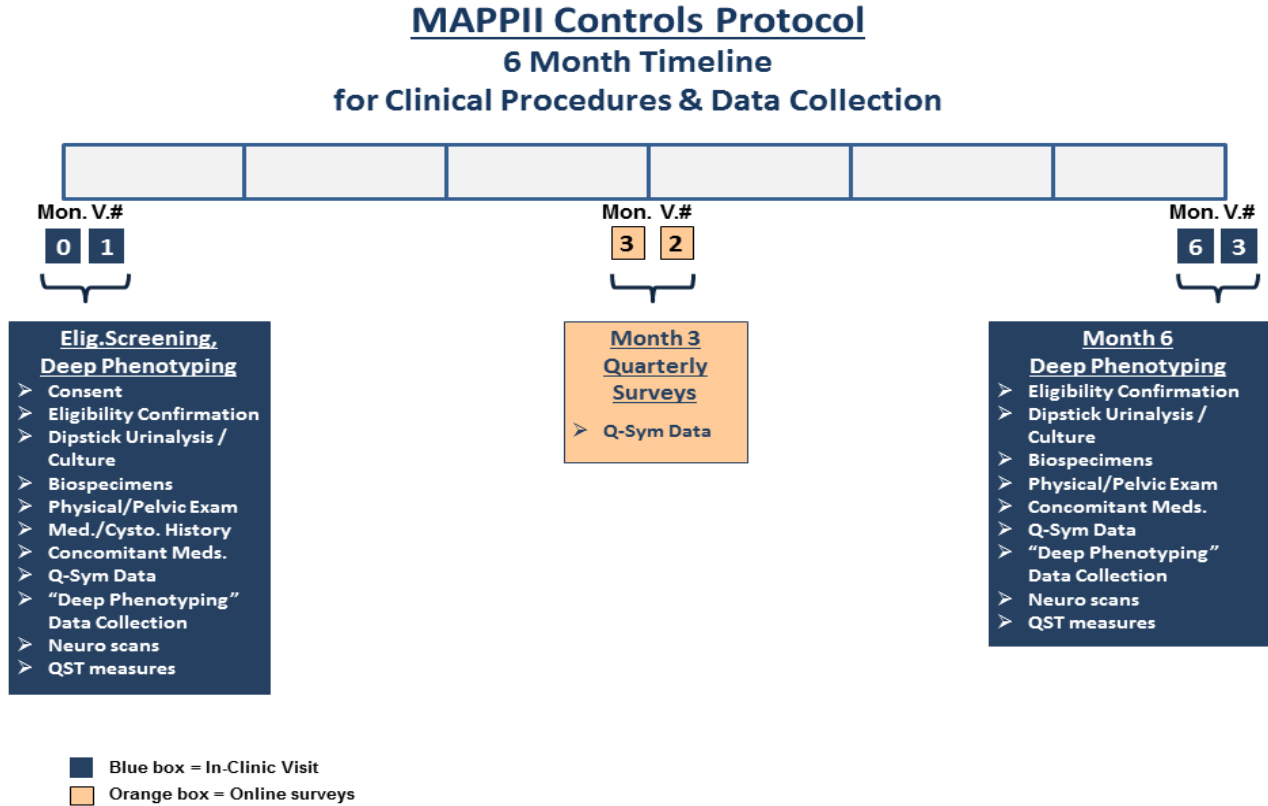 MAPPII Controls Protocol
6 Month Timeline
for Clinical Procedures & Data Collection
Mon. V.#
0 1
Mon. V.#
3 2
Mon. V.#
6 3
Elig.Screening,
Deep Phenotyping
➢ Consent
➢ Eligibility Confirmation
➢ Dipstick Urinalysis /
Culture
➢ Biospecimens
➢ Physical/Pelvic Exam
➢ Med./Cysto. History
➢ Concomitant Meds.
➢ Q-Sym Data
➢ “Deep Phenotyping”
Data Collection
➢ Neuro scans
➢ QST measures
Month 3
Quarterly
Surveys
➢ Q-Sym Data
Month 6
Deep Phenotyping
➢ Eligibility Confirmation
➢ Dipstick Urinalysis /
Culture
➢ Biospecimens
➢ Physical/Pelvic Exam
➢ Concomitant Meds.
➢ Q-Sym Data
➢ “Deep Phenotyping”
Data Collection
➢ Neuro scans
➢ QST measures
Blue box = In-Clinic Visit
Orange box = Online surveys